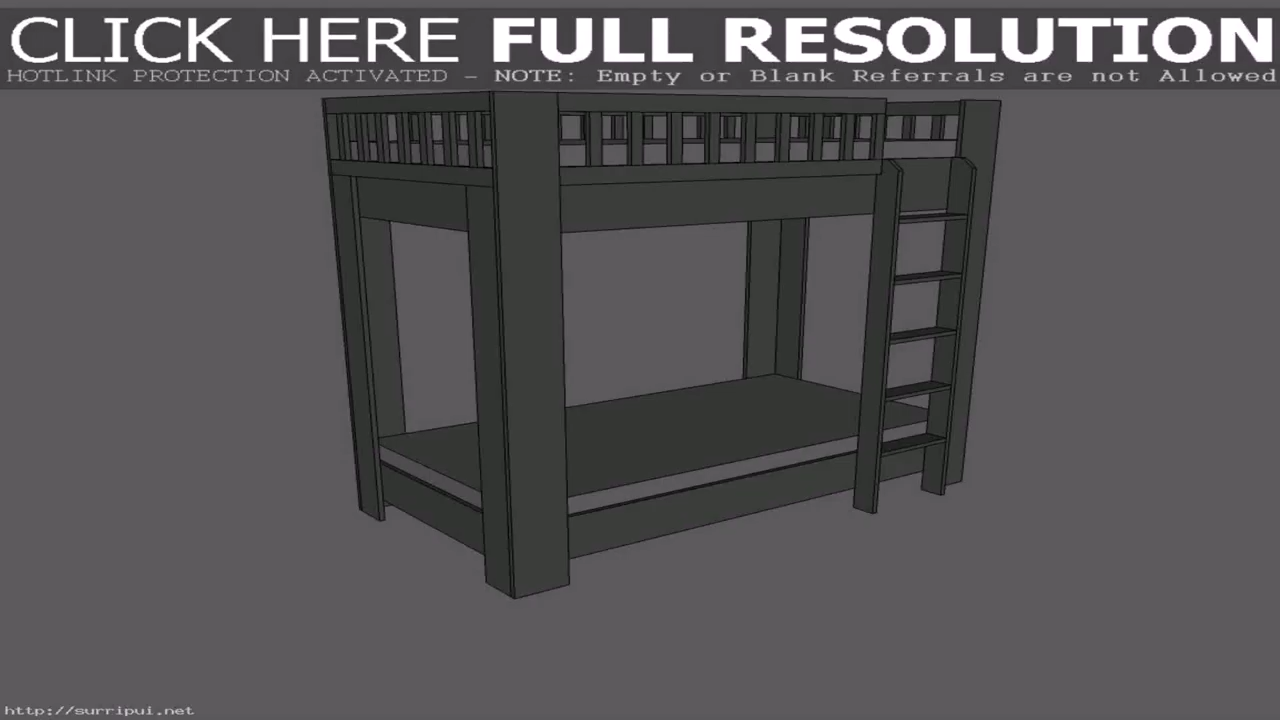 CLICK HERE FULL RESOLUTION
HOTLINK PROTECTION ACTIVATED - NOTE: Empty or Blank Referrals are not Allowed
http://surripui.net